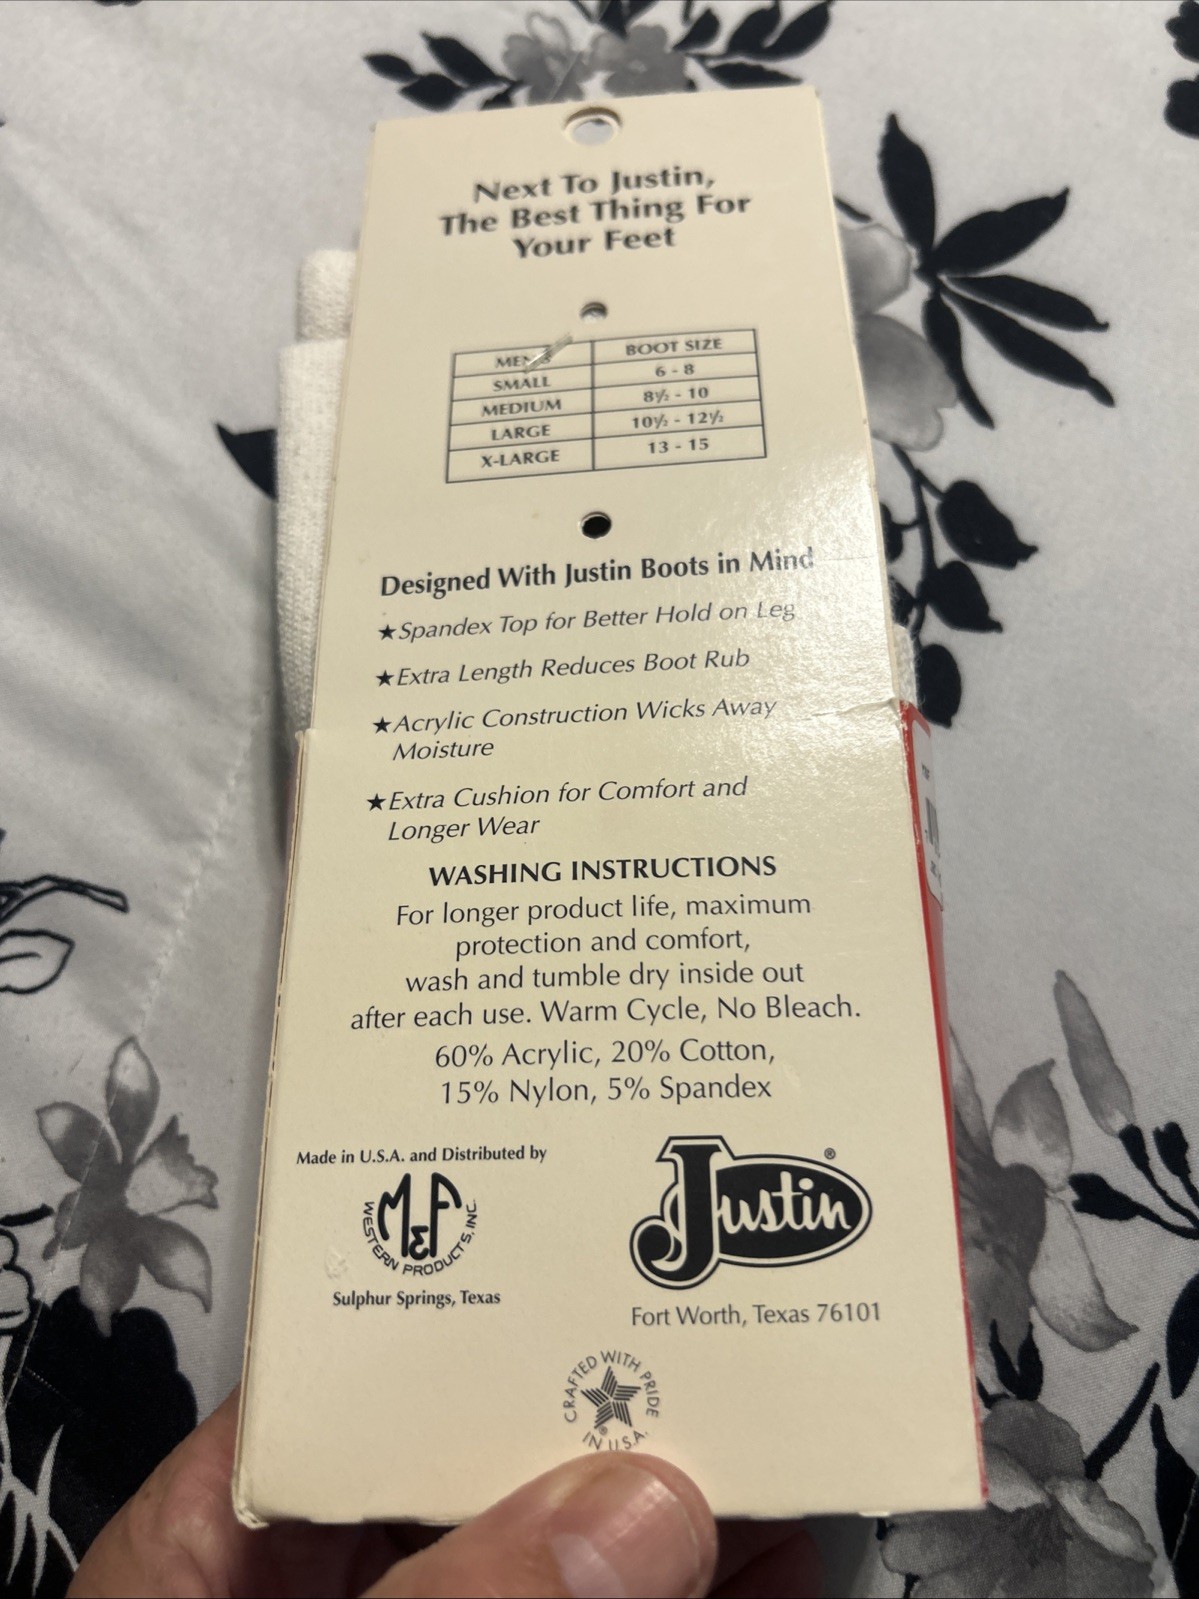 Next To Justin,
The Best Thing For
Your Feet
MEN'S BOOT SIZE
SMALL 6 - 8
MEDIUM 8½ - 10
LARGE 10½ - 12½
X-LARGE 13 - 15
Designed With Justin Boots in Mind
★Spandex Top for Better Hold on Leg
★Extra Length Reduces Boot Rub
★Acrylic Construction Wicks Away
Moisture
★Extra Cushion for Comfort and
Longer Wear
WASHING INSTRUCTIONS
For longer product life, maximum
protection and comfort,
wash and tumble dry inside out
after each use. Warm Cycle, No Bleach.
60% Acrylic, 20% Cotton,
15% Nylon, 5% Spandex
Made in U.S.A. and Distributed by
M&F
WESTERN PRODUCTS, INC.
Sulphur Springs, Texas
Justin®
Fort Worth, Texas 76101
CRAFTED WITH PRIDE
IN U.S.A.
®